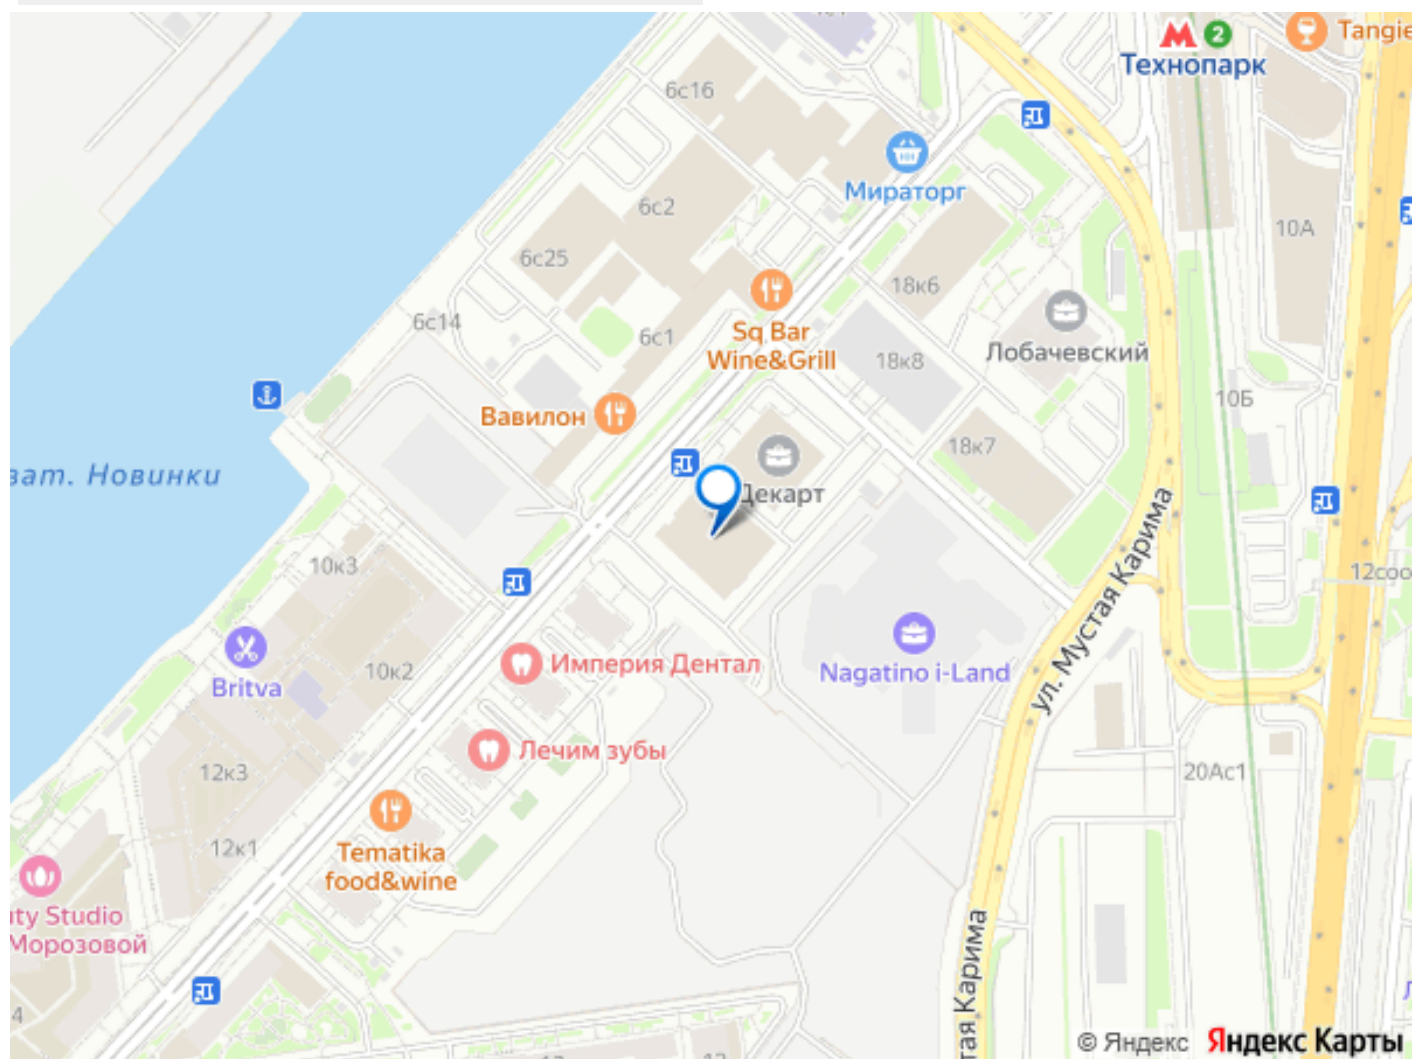 2
Tangie
Технопарк
6с16
Мираторг
6с2
10А
6с25
18к6
6с14
6с1
Sq Bar
Wine&Grill
Лобачевский
18к8
10Б
Вавилон
18к7
зат. Новинки
Декарт
ул. Мустая Карима
10к3
12соо
Империя Дентал
10к2
Nagatino i-Land
Britva
Лечим зубы
12к3
20Ас1
12к1
Tematika
food&wine
uty Studio
Морозовой
тая Карима
4
12
© Яндекс Яндекс Карты